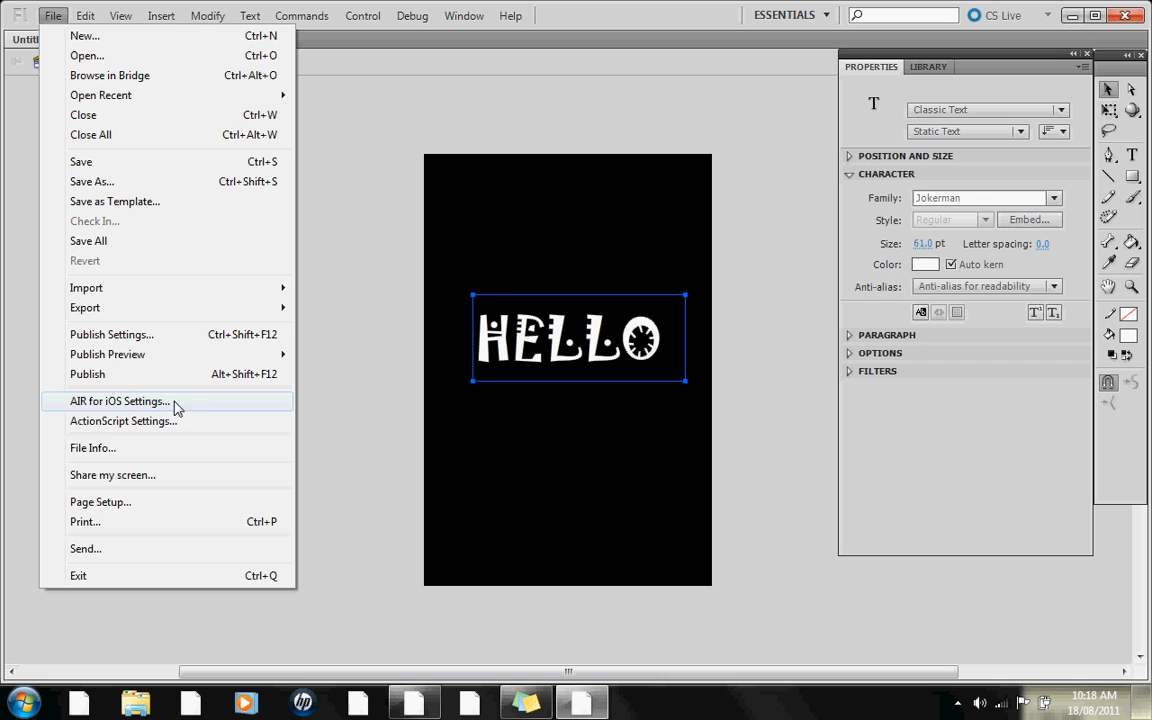 Fl File Edit View Insert Modify Text Commands Control Debug Window Help ESSENTIALS CS Live
New... Ctrl+N
Open... Ctrl+O
Browse in Bridge Ctrl+Alt+O
Open Recent
Close Ctrl+W
Close All Ctrl+Alt+W
Save Ctrl+S
Save As... Ctrl+Shift+S
Save as Template...
Check In...
Save All
Revert
Import
Export
Publish Settings... Ctrl+Shift+F12
Publish Preview
Publish Alt+Shift+F12
AIR for iOS Settings...
ActionScript Settings...
File Info...
Share my screen...
Page Setup...
Print... Ctrl+P
Send...
Exit Ctrl+Q
HELLO
PROPERTIES LIBRARY
T
Classic Text
Static Text
POSITION AND SIZE
CHARACTER
Family: Jokerman
Style: Regular Embed...
Size: 61.0 pt Letter spacing: 0.0
Color: Auto kern
Anti-alias: Anti-alias for readability
PARAGRAPH
OPTIONS
FILTERS
10:18 AM
18/08/2011